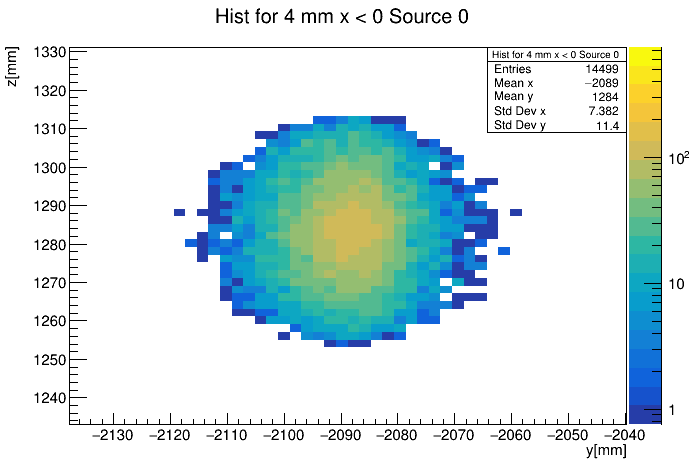 Hist for 4 mm x < 0 Source 0
z[mm]
1330
1320
1310
1300
1290
1280
1270
1260
1250
1240
Hist for 4 mm x < 0 Source 0
Entries 14499
Mean x −2089
Mean y 1284
Std Dev x 7.382
Std Dev y 11.4
10²
10
1
−2130 −2120 −2110 −2100 −2090 −2080 −2070 −2060 −2050 −2040
y[mm]